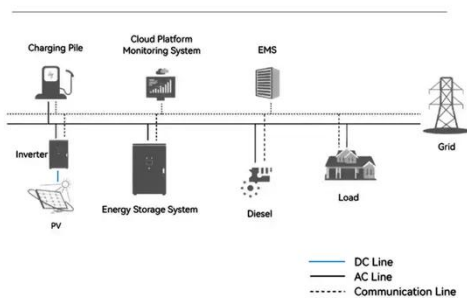 Charging Pile
Cloud Platform
Monitoring System
EMS
Grid
Inverter
PV
Energy Storage System
Diesel
Load
DC Line
AC Line
Communication Line